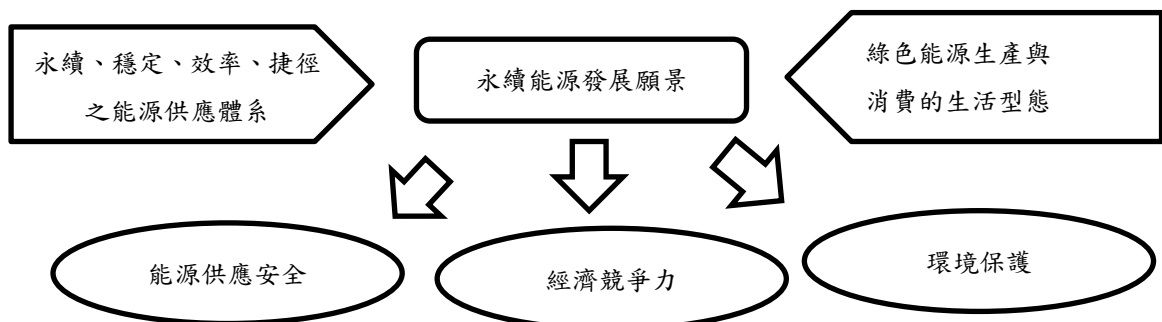 永續、穩定、效率、捷徑
之能源供應體系
永續能源發展願景
綠色能源生產與
消費的生活型態
能源供應安全
經濟競爭力
環境保護